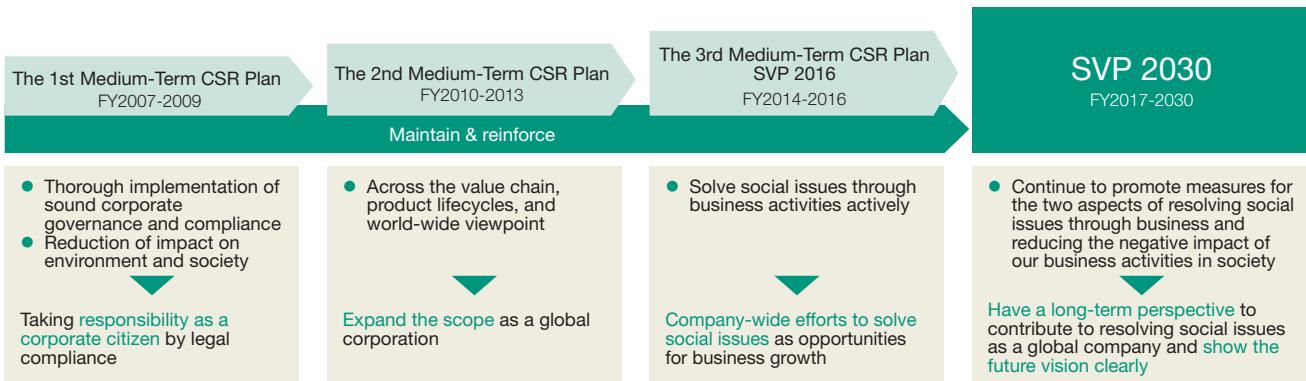 The 1st Medium-Term CSR Plan
FY2007-2009
The 2nd Medium-Term CSR Plan
FY2010-2013
The 3rd Medium-Term CSR Plan
SVP 2016
FY2014-2016
SVP 2030
FY2017-2030
Maintain & reinforce
● Thorough implementation of
sound corporate
governance and compliance
● Reduction of impact on
environment and society
Taking responsibility as a
corporate citizen by legal
compliance
● Across the value chain,
product lifecycles, and
world-wide viewpoint
Expand the scope as a global
corporation
● Solve social issues through
business activities actively
Company-wide efforts to solve
social issues as opportunities
for business growth
● Continue to promote measures for
the two aspects of resolving social
issues through business and
reducing the negative impact of
our business activities in society
Have a long-term perspective to
contribute to resolving social issues
as a global company and show the
future vision clearly